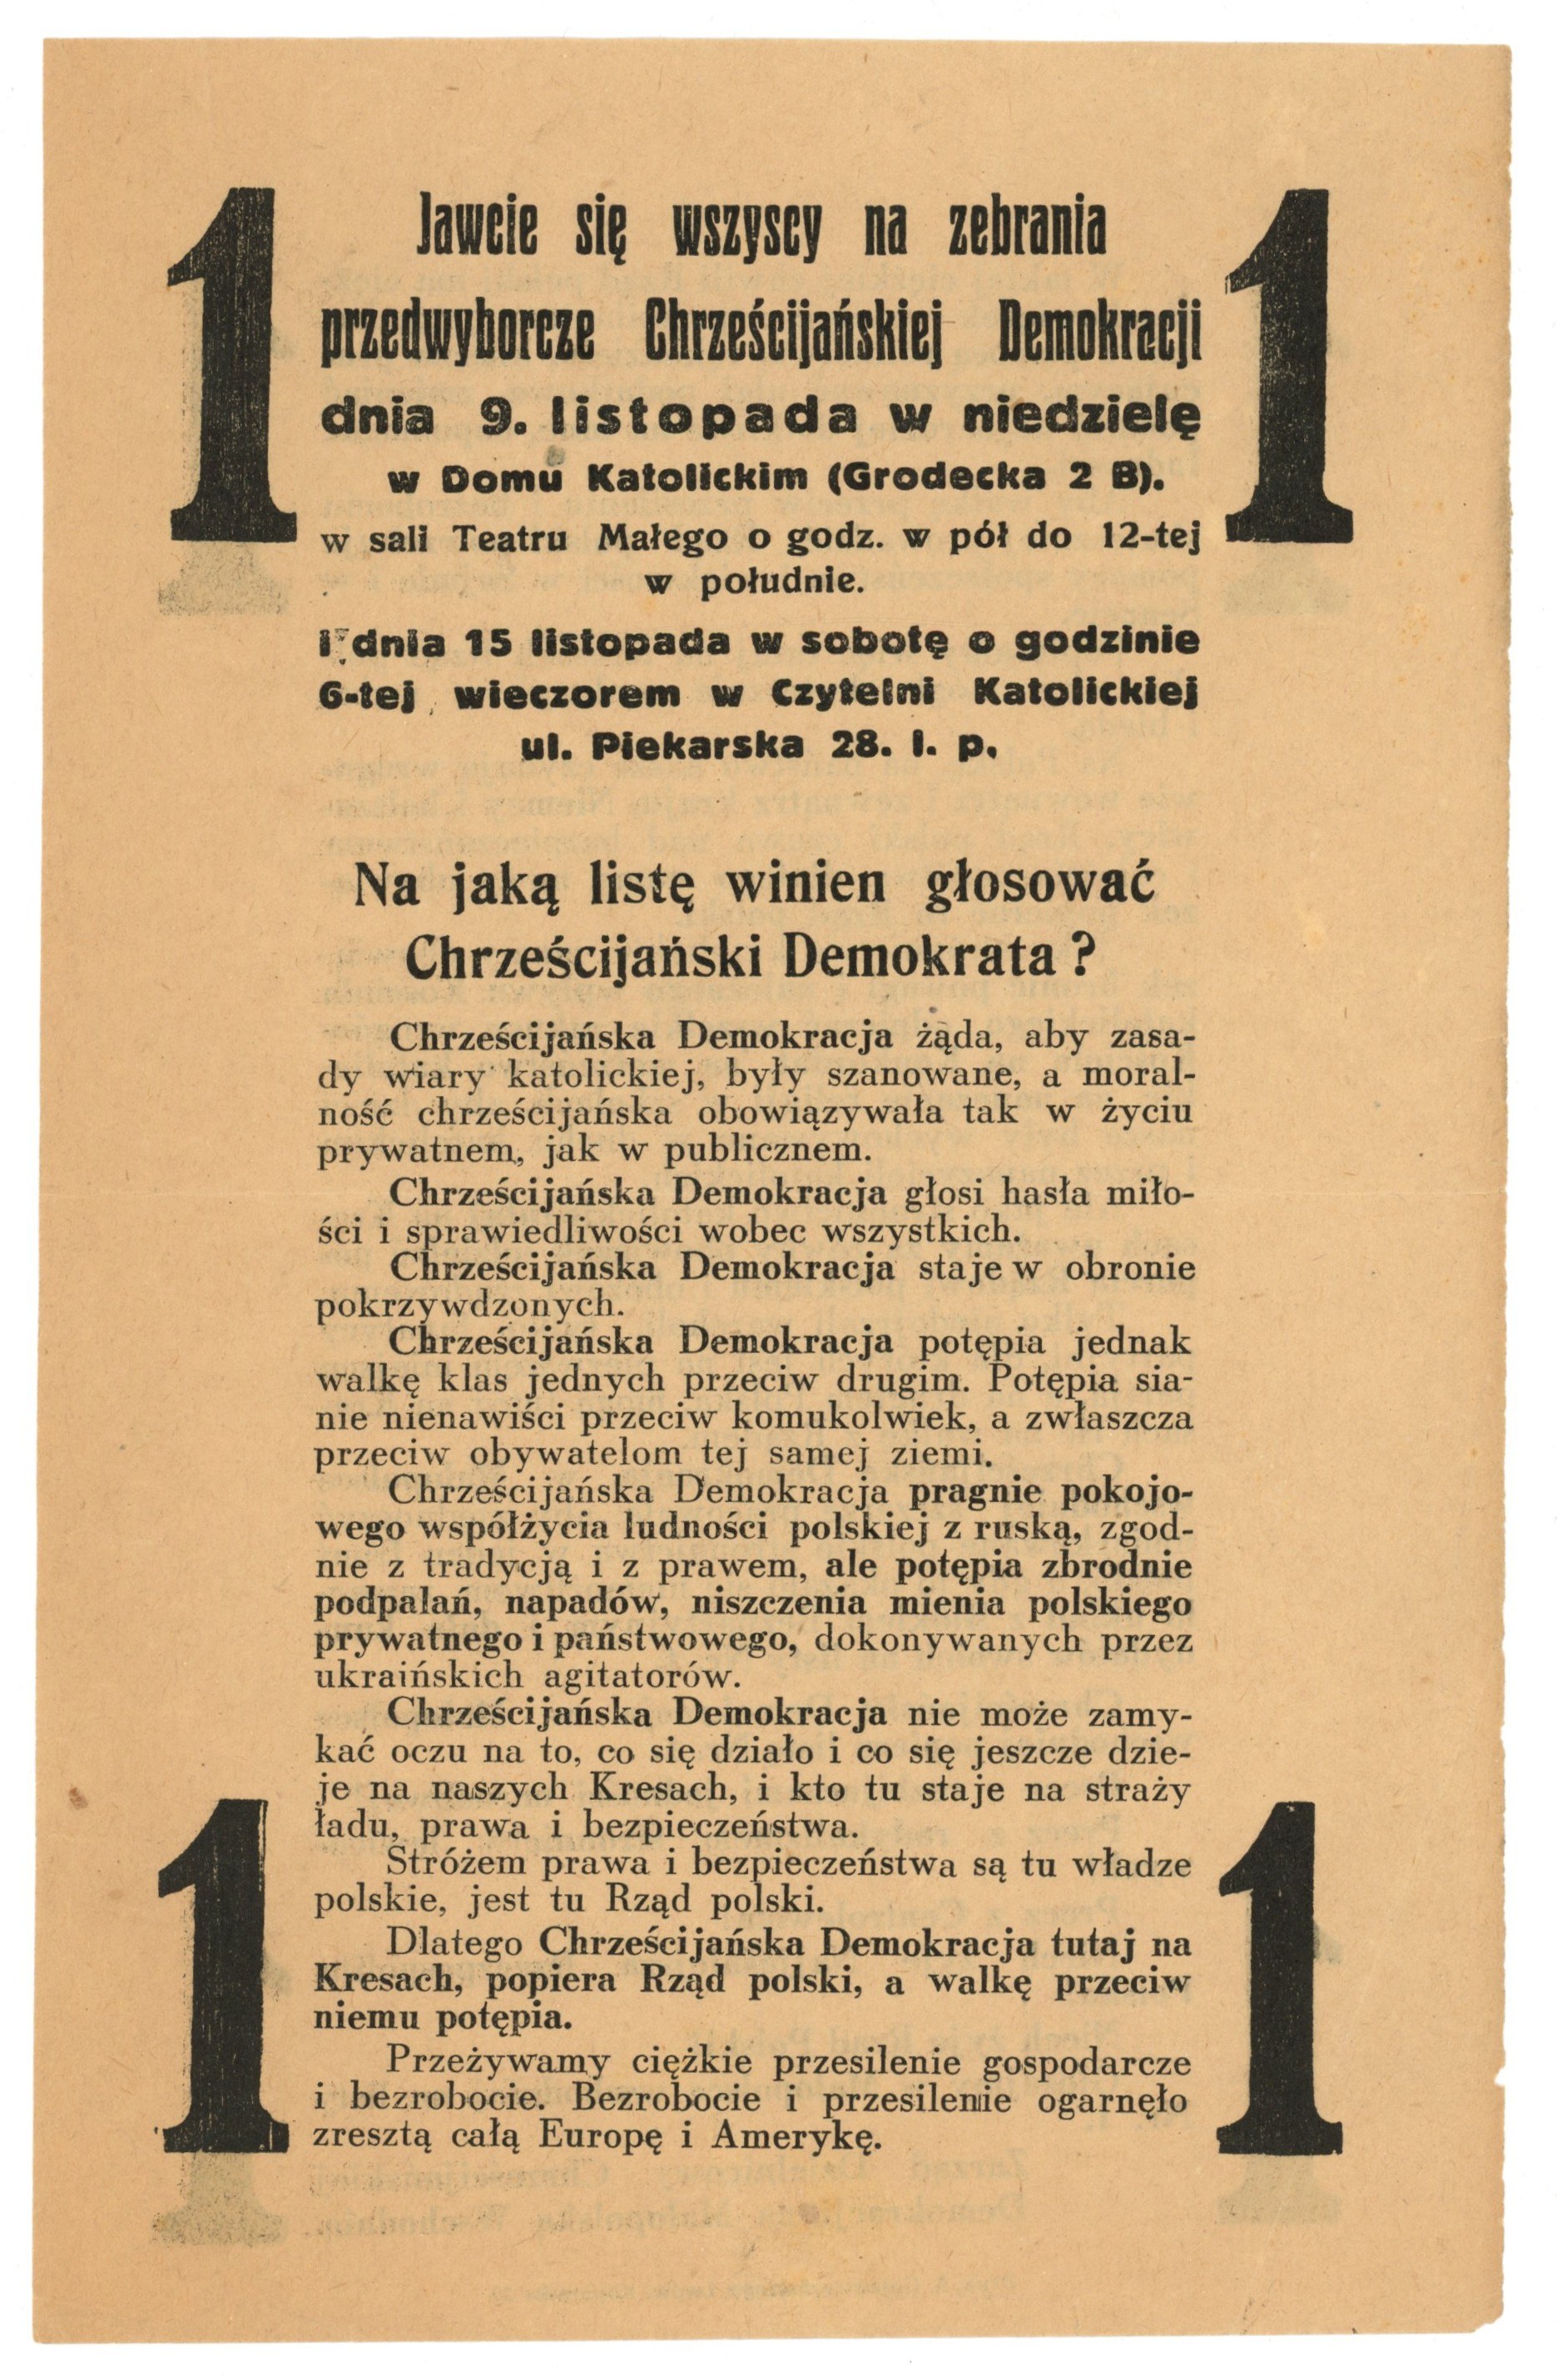 1 1
Jawcie się wszyscy na zebrania
przedwyborcze Chrześcijańskiej Demokracji
dnia 9. listopada w niedzielę
w Domu Katolickim (Grodecka 2 B).
w sali Teatru Małego o godz. w pół do 12-tej
w południe.
I dnia 15 listopada w sobotę o godzinie
6-tej wieczorem w Czytelni Katolickiej
ul. Piekarska 28. I. p.
Na jaką listę winien głosować
Chrześcijański Demokrata ?
Chrześcijańska Demokracja żąda, aby zasa-
dy wiary katolickiej, były szanowane, a moral-
ność chrześcijańska obowiązywała tak w życiu
prywatnem, jak w publicznem.
Chrześcijańska Demokracja głosi hasła miło-
ści i sprawiedliwości wobec wszystkich.
Chrześcijańska Demokracja staje w obronie
pokrzywdzonych.
Chrześcijańska Demokracja potępia jednak
walkę klas jednych przeciw drugim. Potępia sia-
nie nienawiści przeciw komukolwiek, a zwłaszcza
przeciw obywatelom tej samej ziemi.
Chrześcijańska Demokracja pragnie pokojo-
wego współżycia ludności polskiej z ruską, zgod-
nie z tradycją i z prawem, ale potępia zbrodnie
podpalań, napadów, niszczenia mienia polskiego
prywatnego i państwowego, dokonywanych przez
ukraińskich agitatorów.
Chrześcijańska Demokracja nie może zamy-
kać oczu na to, co się działo i co się jeszcze dzie-
je na naszych Kresach, i kto tu staje na straży
ładu, prawa i bezpieczeństwa.
Stróżem prawa i bezpieczeństwa są tu władze
polskie, jest tu Rząd polski.
Dlatego Chrześcijańska Demokracja tutaj na
Kresach, popiera Rząd polski, a walkę przeciw
niemu potępia.
Przeżywamy ciężkie przesilenie gospodarcze
i bezrobocie. Bezrobocie i przesilenie ogarnęło
zresztą całą Europę i Amerykę.
1 1